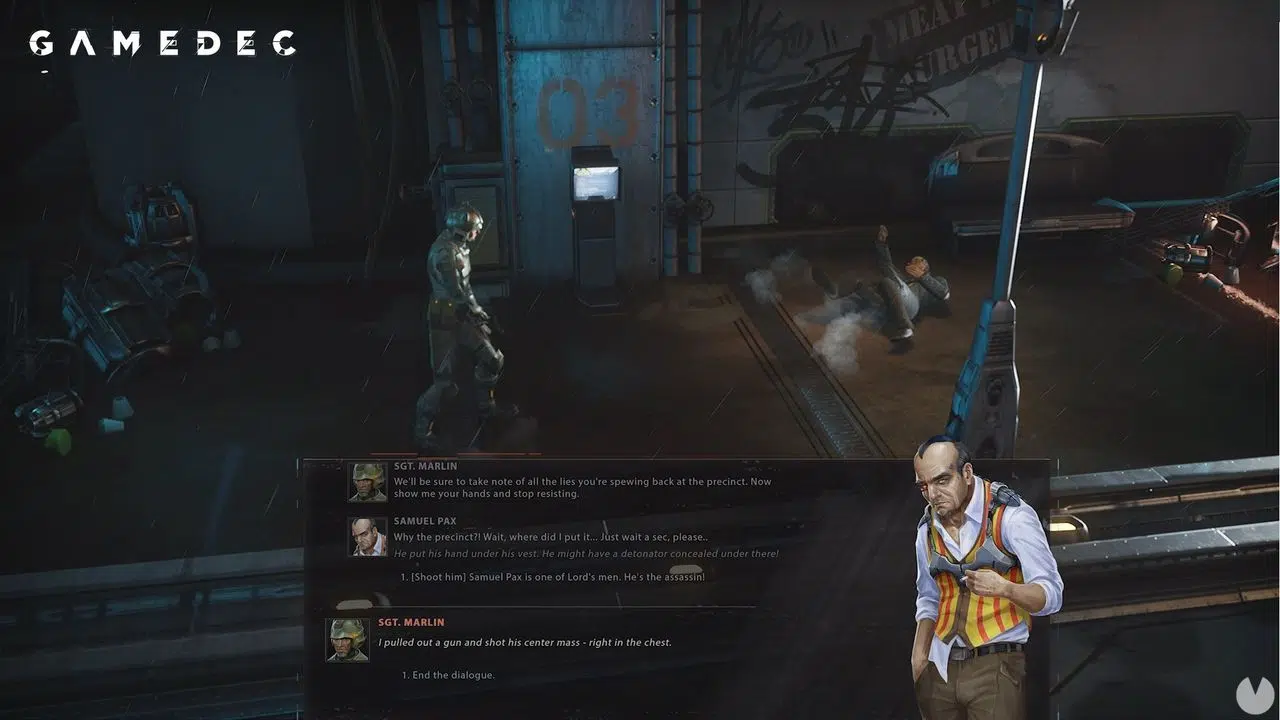 GAMEDEC
MEAT
BURGER
03
SGT. MARLIN
We'll be sure to take note of all the lies you're spewing back at the precinct. Now
show me your hands and stop resisting.
SAMUEL PAX
Why the precinct?! Wait, where did I put it... Just wait a sec, please..
He put his hand under his vest. He might have a detonator concealed under there!
1. [Shoot him] Samuel Pax is one of Lord's men. He's the assassin!
SGT. MARLIN
I pulled out a gun and shot his center mass - right in the chest.
1. End the dialogue.